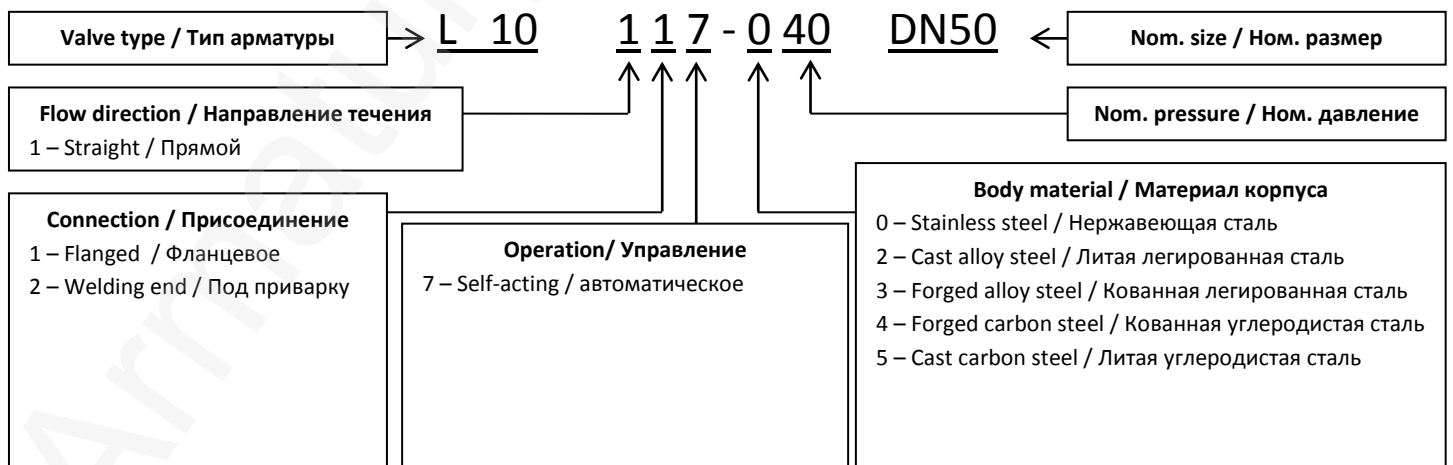 Valve type / Тип арматуры
L 10 1 1 7 - 0 40 DN50
Nom. size / Ном. размер
Flow direction / Направление течения
1 – Straight / Прямой
Nom. pressure / Ном. давление
Connection / Присоединение
1 – Flanged / Фланцевое
2 – Welding end / Под приварку
Operation/ Управление
7 – Self-acting / автоматическое
Body material / Материал корпуса
0 – Stainless steel / Нержавеющая сталь
2 – Cast alloy steel / Литая легированная сталь
3 – Forged alloy steel / Кованная легированная сталь
4 – Forged carbon steel / Кованная углеродистая сталь
5 – Cast carbon steel / Литая углеродистая сталь